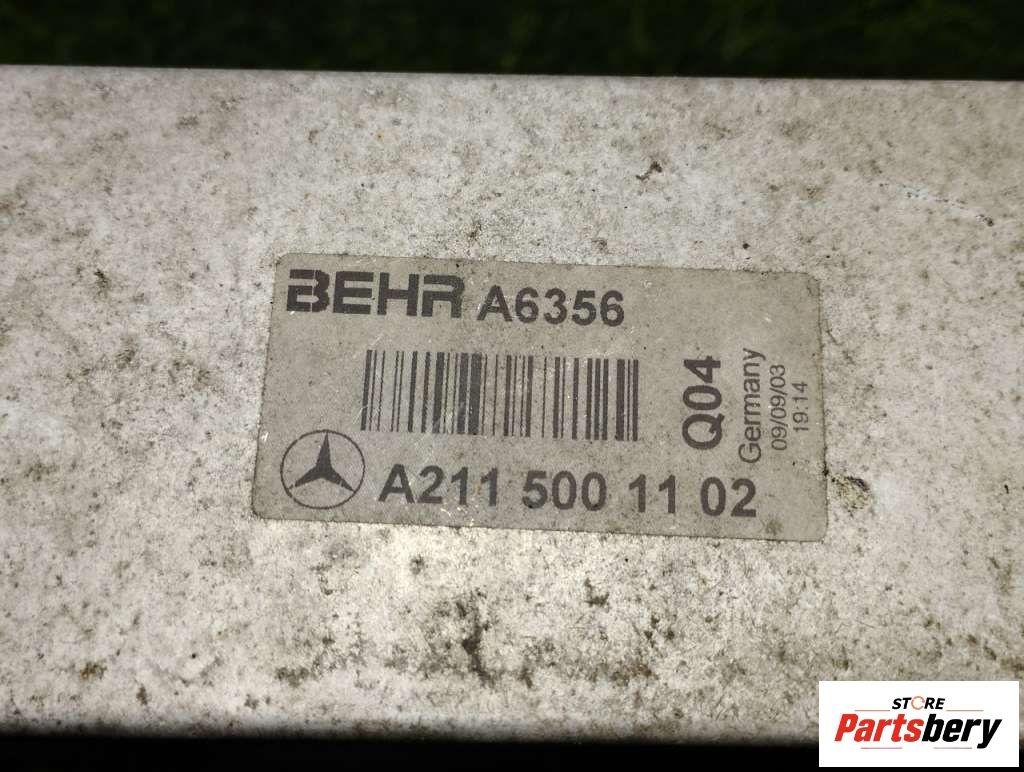 BEHR A6356
Q04
Germany
09/09/03
19:14
A211 500 11 02
STORE
Partsbery